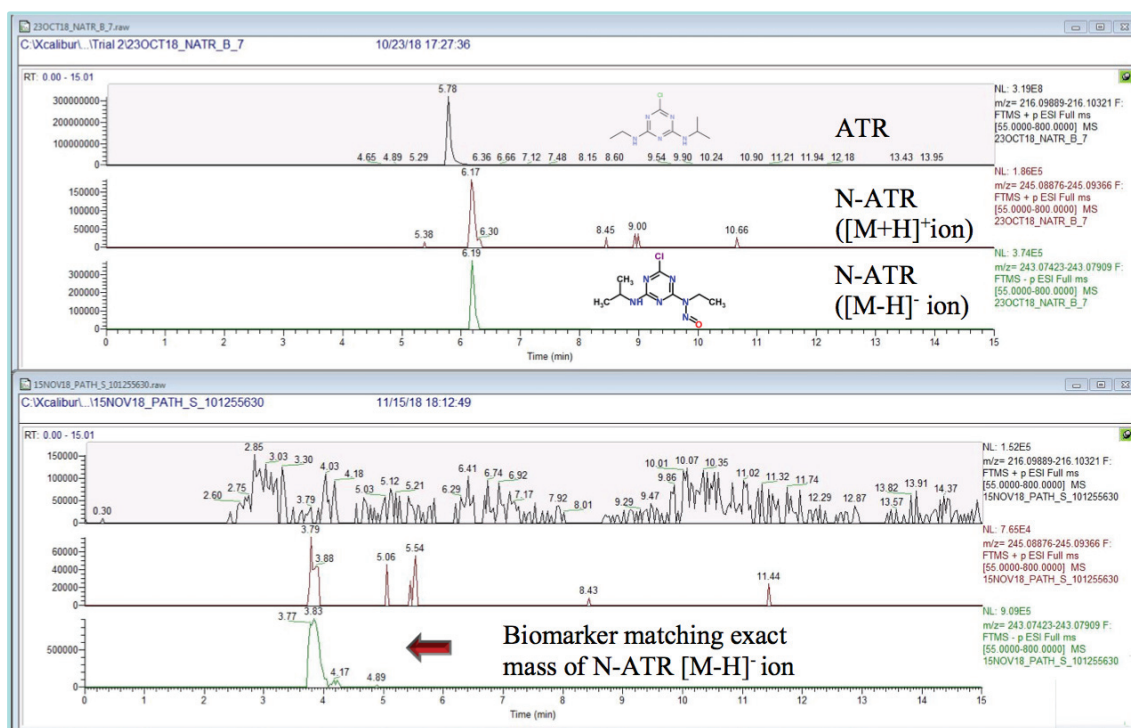 23OCT18_NATR_B_7.raw
C:\Xcalibur\...\Trial 2\23OCT18_NATR_B_7 10/23/18 17:27:36
RT: 0.00 - 15.01
NL: 3.19E8
m/z= 216.09889-216.10321 F:
FTMS + p ESI Full ms
[55.0000-800.0000] MS
23OCT18_NATR_B_7
300000000
200000000
100000000
0
5.78
4.65 4.89 5.29 6.36 6.66 7.12 7.48 8.15 8.60 9.54 9.90 10.24 10.90 11.21 11.94 12.18 13.43 13.95
Cl
N N
N
NH HN
ATR
NL: 1.86E5
m/z= 245.08876-245.09366 F:
FTMS + p ESI Full ms
[55.0000-800.0000] MS
23OCT18_NATR_B_7
150000
100000
50000
0
6.17
5.38 6.30 8.45 9.00 10.66
N-ATR
([M+H]+ion)
NL: 3.74E5
m/z= 243.07423-243.07909 F:
FTMS - p ESI Full ms
[55.0000-800.0000] MS
23OCT18_NATR_B_7
300000
200000
100000
0
6.19
Cl
CH₃ N N
H₃C NH N N CH₃
N
O
N-ATR
([M-H]- ion)
0 1 2 3 4 5 6 7 8 9 10 11 12 13 14 15
Time (min)
15NOV18_PATH_S_101255630.raw
C:\Xcalibur\...\15NOV18_PATH_S_101255630 11/15/18 18:12:49
RT: 0.00 - 15.01
NL: 1.52E5
m/z= 216.09889-216.10321 F:
FTMS + p ESI Full ms
[55.0000-800.0000] MS
15NOV18_PATH_S_101255630
150000
100000
50000
0
0.30 2.60 2.75 2.85 3.03 3.30 3.79 4.03 4.18 5.03 5.12 5.21 6.29 6.41 6.74 6.92 7.17 7.92 8.01 9.29 9.47 9.86 10.01 10.07 10.35 11.02 11.32 11.74 12.29 12.87 13.57 13.82 13.91 14.37
NL: 7.65E4
m/z= 245.08876-245.09366 F:
FTMS + p ESI Full ms
[55.0000-800.0000] MS
15NOV18_PATH_S_101255630
60000
40000
20000
0
3.79
3.88 5.06 5.54 8.43 11.44
NL: 9.09E5
m/z= 243.07423-243.07909 F:
FTMS - p ESI Full ms
[55.0000-800.0000] MS
15NOV18_PATH_S_101255630
500000
0
3.77 3.83 4.17 4.89
Biomarker matching exact
mass of N-ATR [M-H]- ion
0 1 2 3 4 5 6 7 8 9 10 11 12 13 14 15
Time (min)